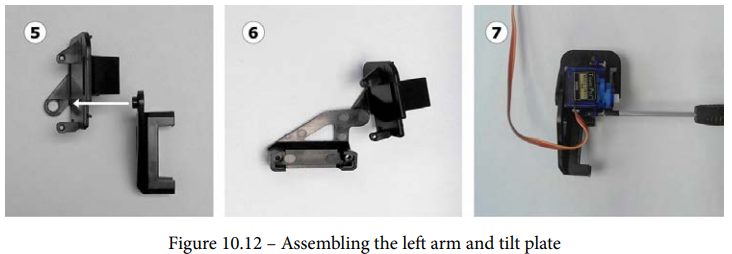 5
6
7
Figure 10.12 – Assembling the left arm and tilt plate